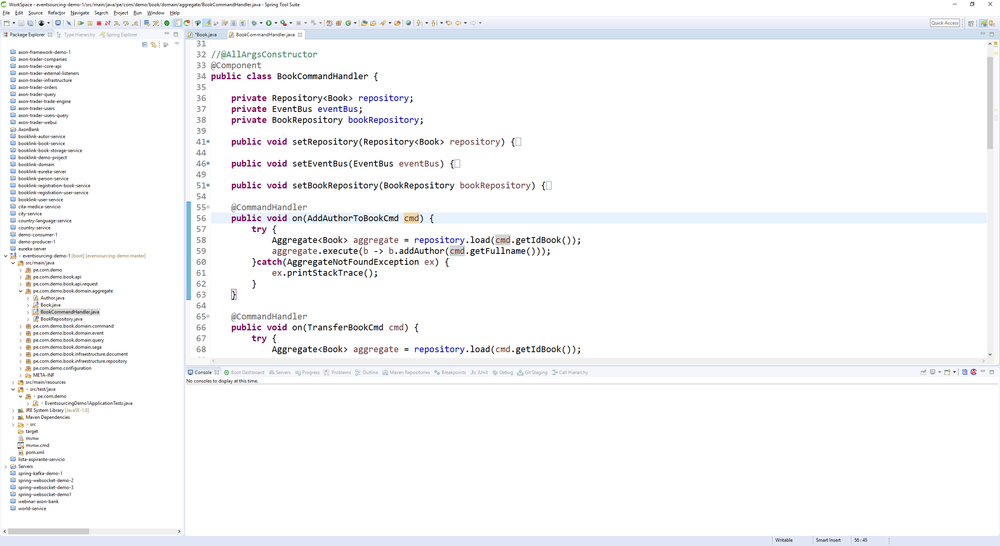 WorkSpace - eventsourcing-demo-1/src/main/java/pe/com/demo/book/domain/aggregate/BookCommandHandler.java - Spring Tool Suite
File Edit Source Refactor Navigate Search Project Run Window Help
Quick Access
Package Explorer Type Hierarchy Spring Explorer
axon-framework-demo-1
axon-trader-companies
axon-trader-core-api
axon-trader-external-listeners
axon-trader-infrastructure
axon-trader-orders
axon-trader-query
axon-trader-trade-engine
axon-trader-users
axon-trader-users-query
axon-trader-webui
AxonBank
booklink-autor-service
booklink-book-service
booklink-book-storage-service
booklink-demo-project
booklink-domain
booklink-eureka-server
booklink-person-service
booklink-registration-book-service
booklink-registration-user-service
booklink-user-service
cita-medica-servicio
city-service
country-language-service
country-service
demo-consumer-1
demo-producer-1
eureka-server
> eventsourcing-demo-1 [boot] [evensourcing-demo master]
src/main/java
pe.com.demo
pe.com.demo.book.api
pe.com.demo.book.api.request
pe.com.demo.book.domain.aggregate
Author.java
Book.java
BookCommandHandler.java
BookRepository.java
pe.com.demo.book.domain.command
pe.com.demo.book.domain.event
pe.com.demo.book.domain.query
pe.com.demo.book.domain.saga
pe.com.demo.book.infraestructure.document
pe.com.demo.book.infraestructure.repository
pe.com.demo.configuration
META-INF
src/main/resources
> src/test/java
> pe.com.demo
> EventsourcingDemo1ApplicationTests.java
JRE System Library [JavaSE-1.8]
Maven Dependencies
> src
target
mvnw
mvnw.cmd
pom.xml
lista-aspirante-servicio
Servers
spring-kafka-demo-1
spring-websocket-demo-2
spring-websocket-demo-3
spring-websocket-demo1
webinar-axon-bank
world-service
*Book.java BookCommandHandler.java
31
32 //@AllArgsConstructor
33 @Component
34 public class BookCommandHandler {
35
36 private Repository<Book> repository;
37 private EventBus eventBus;
38 private BookRepository bookRepository;
39
41 public void setRepository(Repository<Book> repository) {
44
46 public void setEventBus(EventBus eventBus) {
49
51 public void setBookRepository(BookRepository bookRepository) {
54
55 @CommandHandler
56 public void on(AddAuthorToBookCmd cmd) {
57 try {
58 Aggregate<Book> aggregate = repository.load(cmd.getIdBook());
59 aggregate.execute(b -> b.addAuthor(cmd.getFullname()));
60 }catch(AggregateNotFoundException ex) {
61 ex.printStackTrace();
62 }
63 }
64
65 @CommandHandler
66 public void on(TransferBookCmd cmd) {
67 try {
68 Aggregate<Book> aggregate = repository.load(cmd.getIdBook());
Console Boot Dashboard Servers Progress Problems Outline Maven Repositories Breakpoints JUnit Debug Git Staging Call Hierarchy
No consoles to display at this time.
Writable Smart Insert 56 : 45